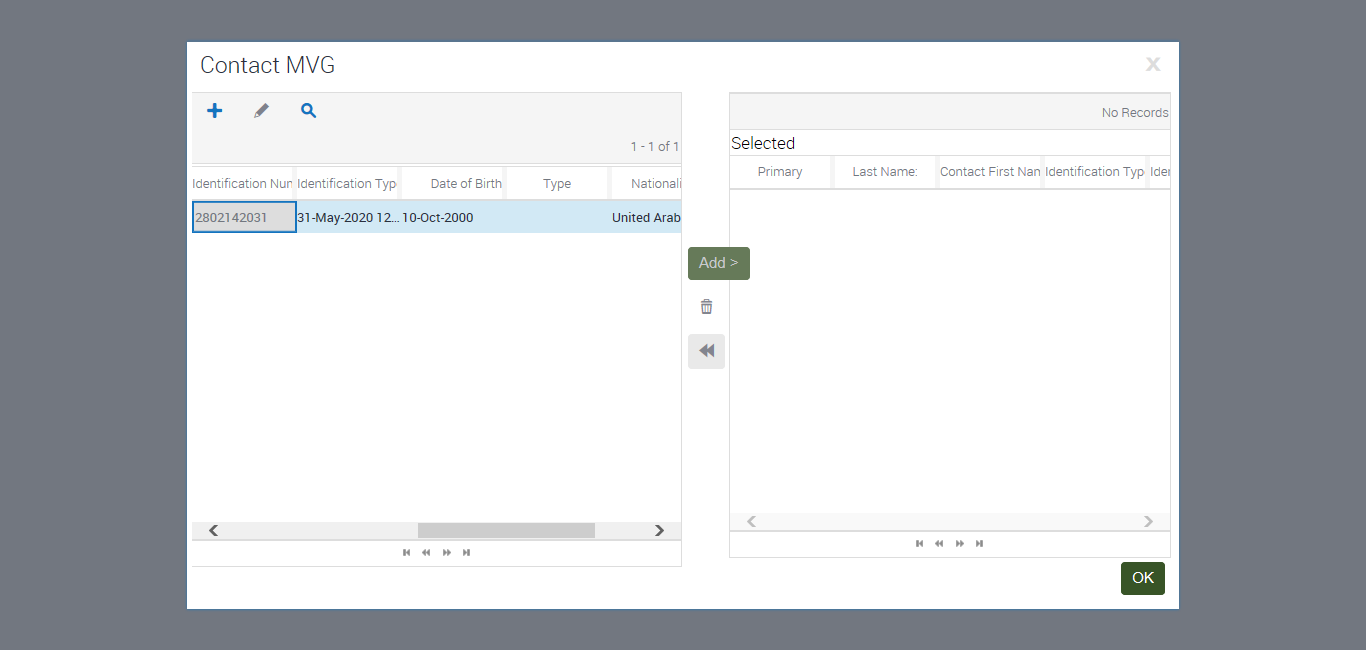 Contact MVG
X
1 - 1 of 1
Identification Nun Identification Typ Date of Birth Type Nationali
2802142031 31-May-2020 12... 10-Oct-2000 United Arab
Add >
No Records
Selected
Primary Last Name: Contact First Nan Identification Typ Iden
OK